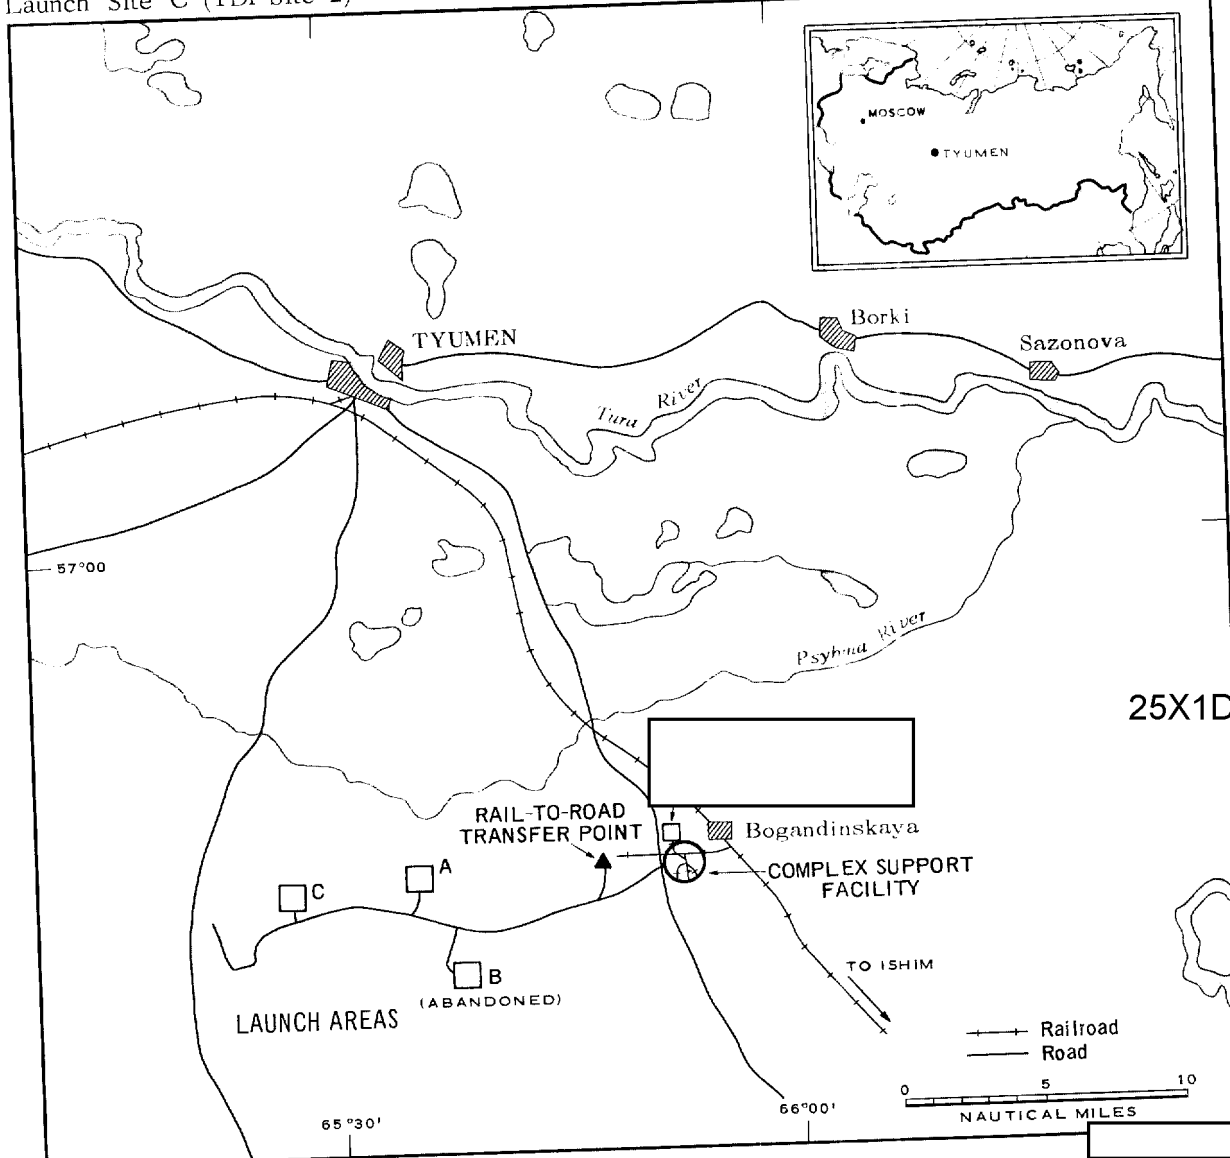 Launch Site C (TDI Site 2)
MOSCOW
TYUMEN
TYUMEN
Borki
Sazonova
Tura River
57°00
River
25X1D
RAIL-TO-ROAD
TRANSFER POINT
Bogandinskaya
COMPLEX SUPPORT
FACILITY
A
C
B
(ABANDONED)
TO ISHIM
LAUNCH AREAS
Railroad
Road
0 5 10
NAUTICAL MILES
65°30'
66°00'